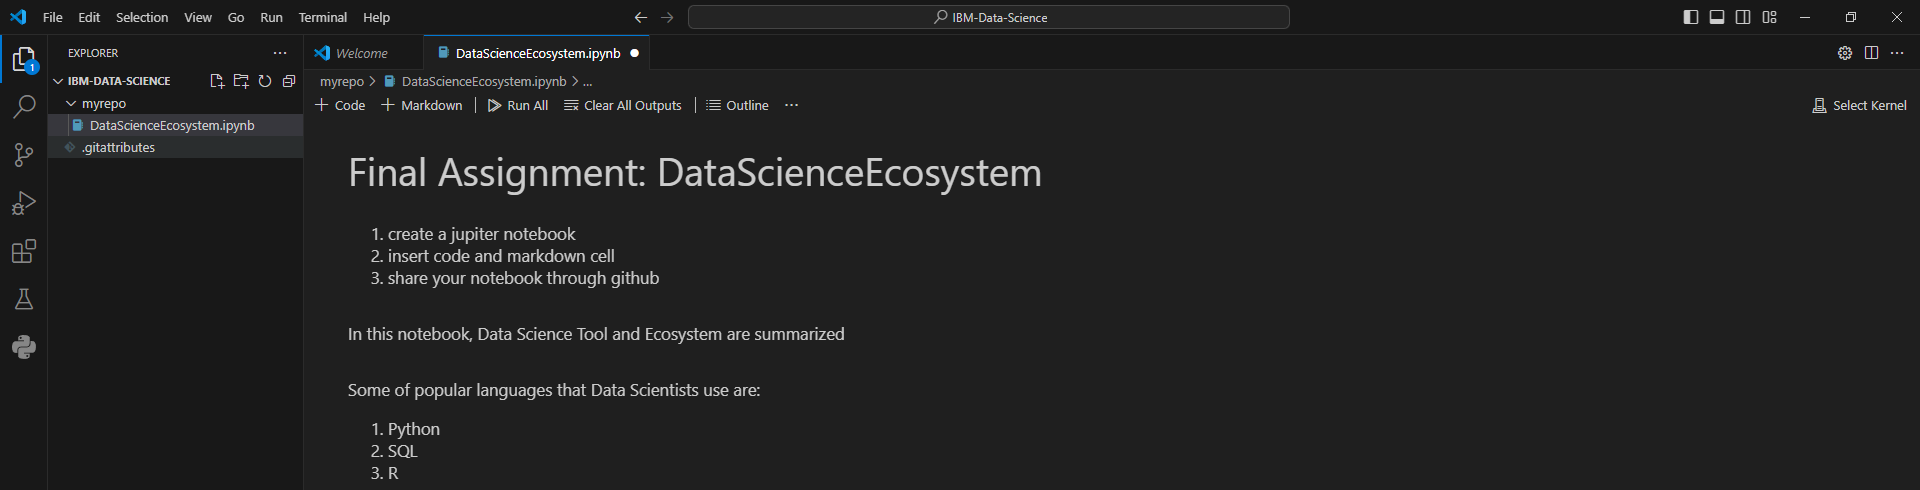 File Edit Selection View Go Run Terminal Help
IBM-Data-Science
EXPLORER
Welcome
DataScienceEcosystem.ipynb
IBM-DATA-SCIENCE
myrepo
DataScienceEcosystem.ipynb
.gitattributes
1
myrepo > DataScienceEcosystem.ipynb > ...
+ Code + Markdown | Run All Clear All Outputs | Outline ... Select Kernel
Final Assignment: DataScienceEcosystem
1. create a jupiter notebook
2. insert code and markdown cell
3. share your notebook through github
In this notebook, Data Science Tool and Ecosystem are summarized
Some of popular languages that Data Scientists use are:
1. Python
2. SQL
3. R